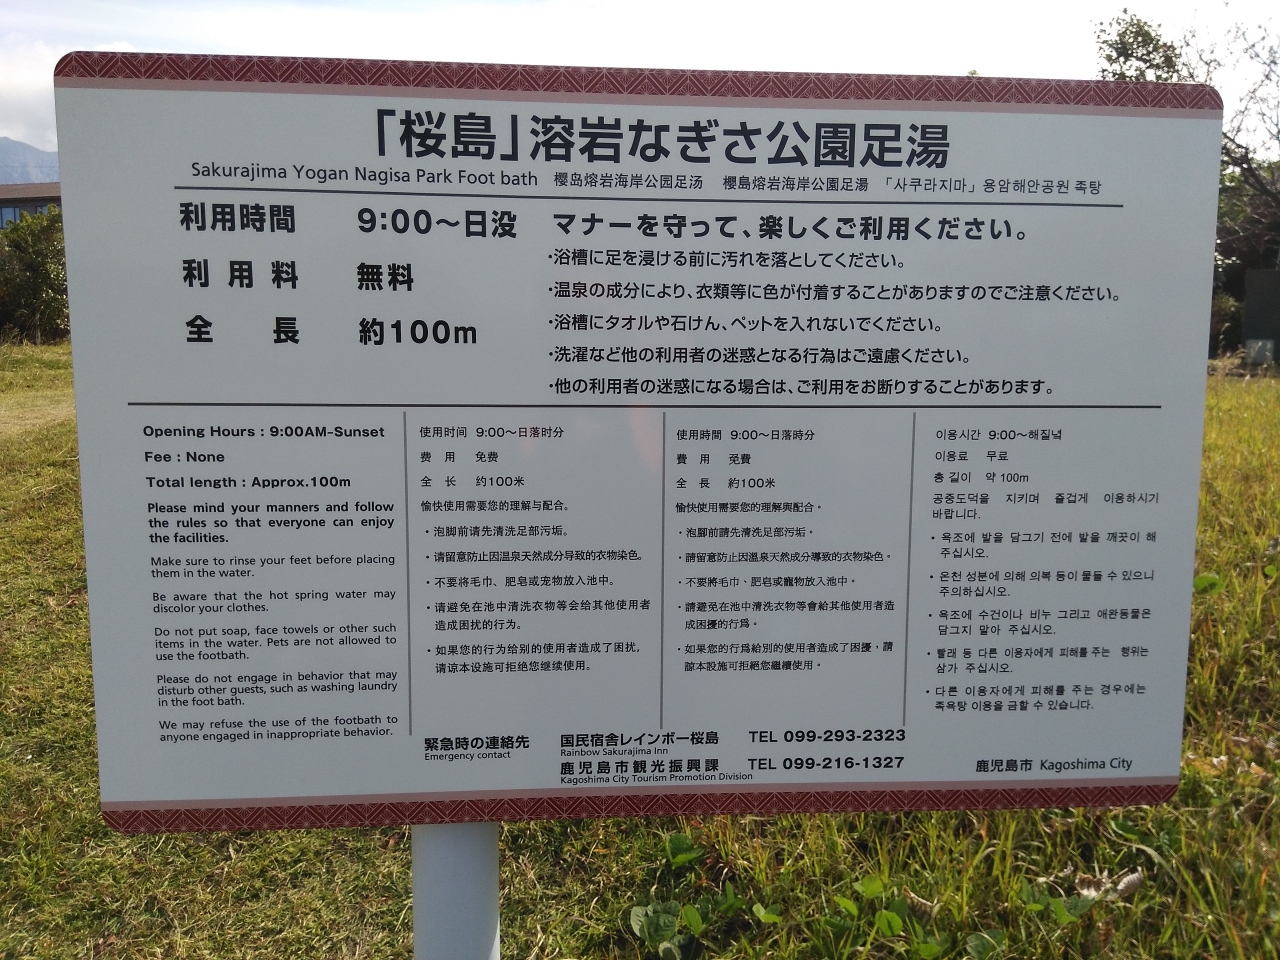 「桜島」溶岩なぎさ公園足湯
Sakurajima Yogan Nagisa Park Foot bath 樱岛熔岩海岸公园足汤 櫻島熔岩海岸公園足湯 「사쿠라지마」용암해안공원 족탕
利用時間 9:00～日没
利用料 無料
全長 約100m
マナーを守って、楽しくご利用ください。
・浴槽に足を浸ける前に汚れを落としてください。
・温泉の成分により、衣類等に色が付着することがありますのでご注意ください。
・浴槽にタオルや石けん、ペットを入れないでください。
・洗濯など他の利用者の迷惑となる行為はご遠慮ください。
・他の利用者の迷惑になる場合は、ご利用をお断りすることがあります。
Opening Hours : 9:00AM-Sunset
Fee : None
Total length : Approx.100m
Please mind your manners and follow
the rules so that everyone can enjoy
the facilities.
Make sure to rinse your feet before placing
them in the water.
Be aware that the hot spring water may
discolor your clothes.
Do not put soap, face towels or other such
items in the water. Pets are not allowed to
use the footbath.
Please do not engage in behavior that may
disturb other guests, such as washing laundry
in the foot bath.
We may refuse the use of the footbath to
anyone engaged in inappropriate behavior.
使用时间 9:00～日落时分
费用 免费
全长 约100米
愉快使用需要您的理解与配合。
・泡脚前请先清洗足部污垢。
・请留意防止因温泉天然成分导致的衣物染色。
・不要将毛巾、肥皂或宠物放入池中。
・请避免在池中清洗衣物等会给其他使用者
造成困扰的行为。
・如果您的行为给别的使用者造成了困扰，
请谅本设施可拒绝您继续使用。
使用時間 9:00～日落時分
費用 免費
全長 約100米
愉快使用需要您的理解與配合。
・泡腳前請先清洗足部污垢。
・請留意防止因溫泉天然成分導致的衣物染色。
・不要將毛巾、肥皂或寵物放入池中。
・請避免在池中清洗衣物等會給其他使用者造
成困擾的行爲。
・如果您的行爲給別的使用者造成了困擾，請
諒本設施可拒絕您繼續使用。
이용시간 9:00～해질녘
이용료 무료
총 길이 약 100m
공중도덕을 지키며 즐겁게 이용하시기
바랍니다.
・욕조에 발을 담그기 전에 발을 깨끗이 해
주십시오.
・온천 성분에 의해 의복 등이 물들 수 있으니
주의하십시오.
・욕조에 수건이나 비누 그리고 애완동물은
담그지 말아 주십시오.
・빨래 등 다른 이용자에게 피해를 주는 행위는
삼가 주십시오.
・다른 이용자에게 피해를 주는 경우에는
족욕탕 이용을 금할 수 있습니다.
緊急時の連絡先
Emergency contact
国民宿舎レインボー桜島 TEL 099-293-2323
Rainbow Sakurajima Inn
鹿児島市観光振興課 TEL 099-216-1327
Kagoshima City Tourism Promotion Division
鹿児島市 Kagoshima City